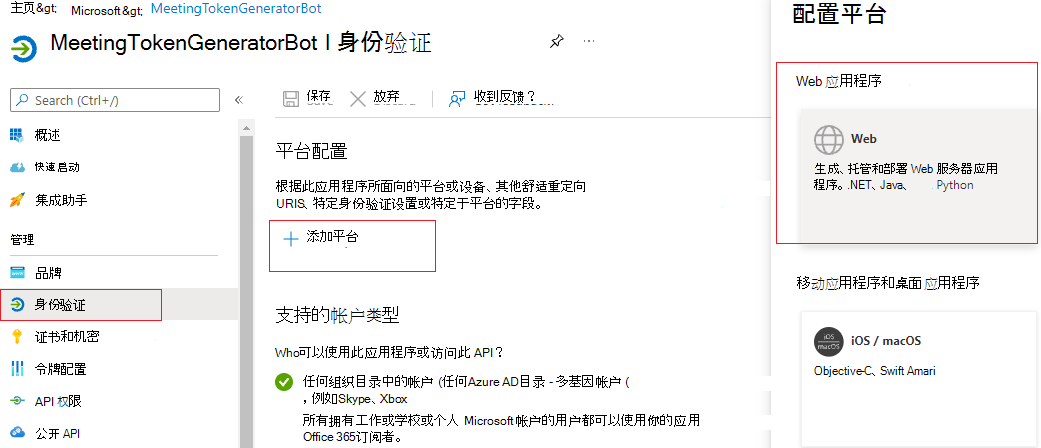 主页&gt; Microsoft&gt; MeetingTokenGeneratorBot
MeetingTokenGeneratorBot I 身份验证
Search (Ctrl+/)
概述
快速启动
集成助手
管理
品牌
身份验证
证书和机密
令牌配置
API 权限
公开 API
保存 放弃 收到反馈？
平台配置
根据此应用程序所面向的平台或设备、其他舒适重定向
URIS、特定身份验证设置或特定于平台的字段。
添加平台
支持的帐户类型
Who可以使用此应用程序或访问此 API？
任何组织目录中的帐户 (任何Azure AD目录 - 多基因帐户 (
，例如Skype、Xbox
所有拥有工作或学校或个人 Microsoft 帐户的用户都可以使用你的应用
Office 365订阅者。
配置平台
Web 应用程序
Web
生成、托管和部署 Web 服务器应用
程序。.NET、Java、 Python
移动应用程序和桌面应用程序
iOS
macOS
iOS / macOS
Objective-C、Swift Amari